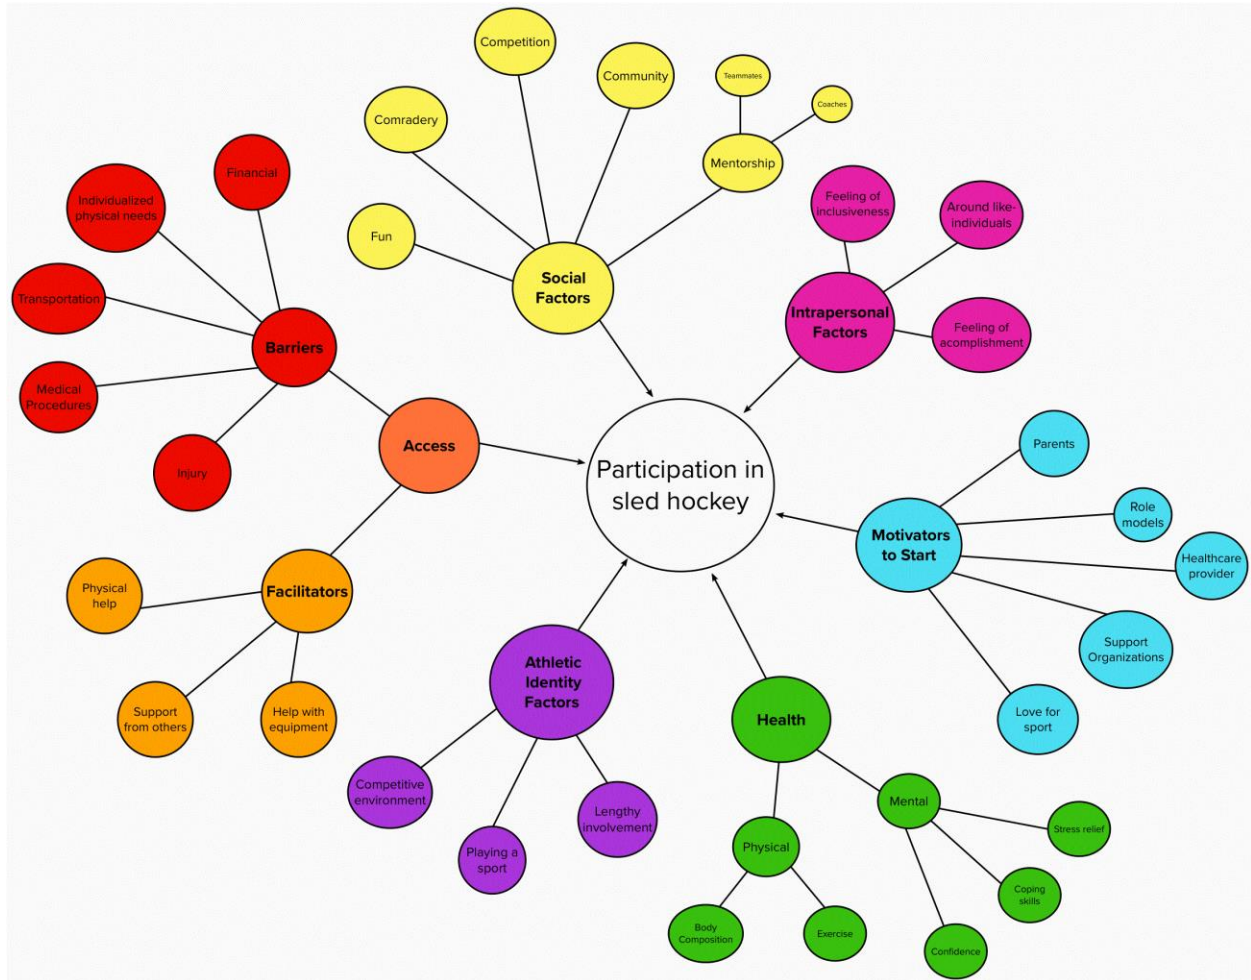 Competition
Community
Teammates
Coaches
Comradery
Mentorship
Fun
Social
Factors
Feeling of
inclusiveness
Around like-
individuals
Intrapersonal
Factors
Feeling of
acomplishment
Financial
Individualized
physical needs
Transportation
Barriers
Medical
Procedures
Injury
Access
Participation in
sled hockey
Parents
Role
models
Motivators
to Start
Healthcare
provider
Support
Organizations
Love for
sport
Facilitators
Physical
help
Support
from others
Help with
equipment
Athletic
Identity
Factors
Competitive
environment
Playing a
sport
Lengthy
involvement
Health
Mental
Stress relief
Coping
skills
Confidence
Physical
Body
Composition
Exercise